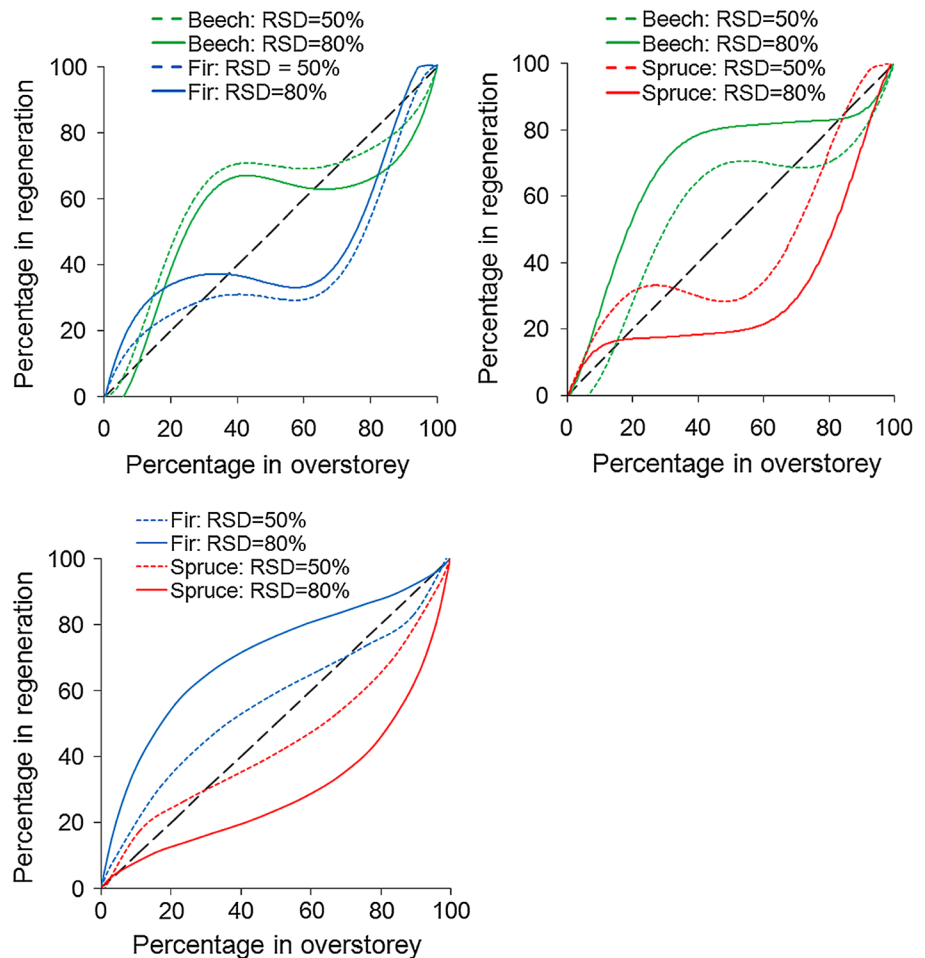 Beech: RSD=50%
Beech: RSD=80%
Fir: RSD = 50%
Fir: RSD=80%
100
80
60
40
20
0
0 20 40 60 80 100
Percentage in regeneration
Percentage in overstorey
Beech: RSD=50%
Beech: RSD=80%
Spruce: RSD=50%
Spruce: RSD=80%
100
80
60
40
20
0
0 20 40 60 80 100
Percentage in regeneration
Percentage in overstorey
Fir: RSD=50%
Fir: RSD=80%
Spruce: RSD=50%
Spruce: RSD=80%
100
80
60
40
20
0
0 20 40 60 80 100
Percentage in regeneration
Percentage in overstorey